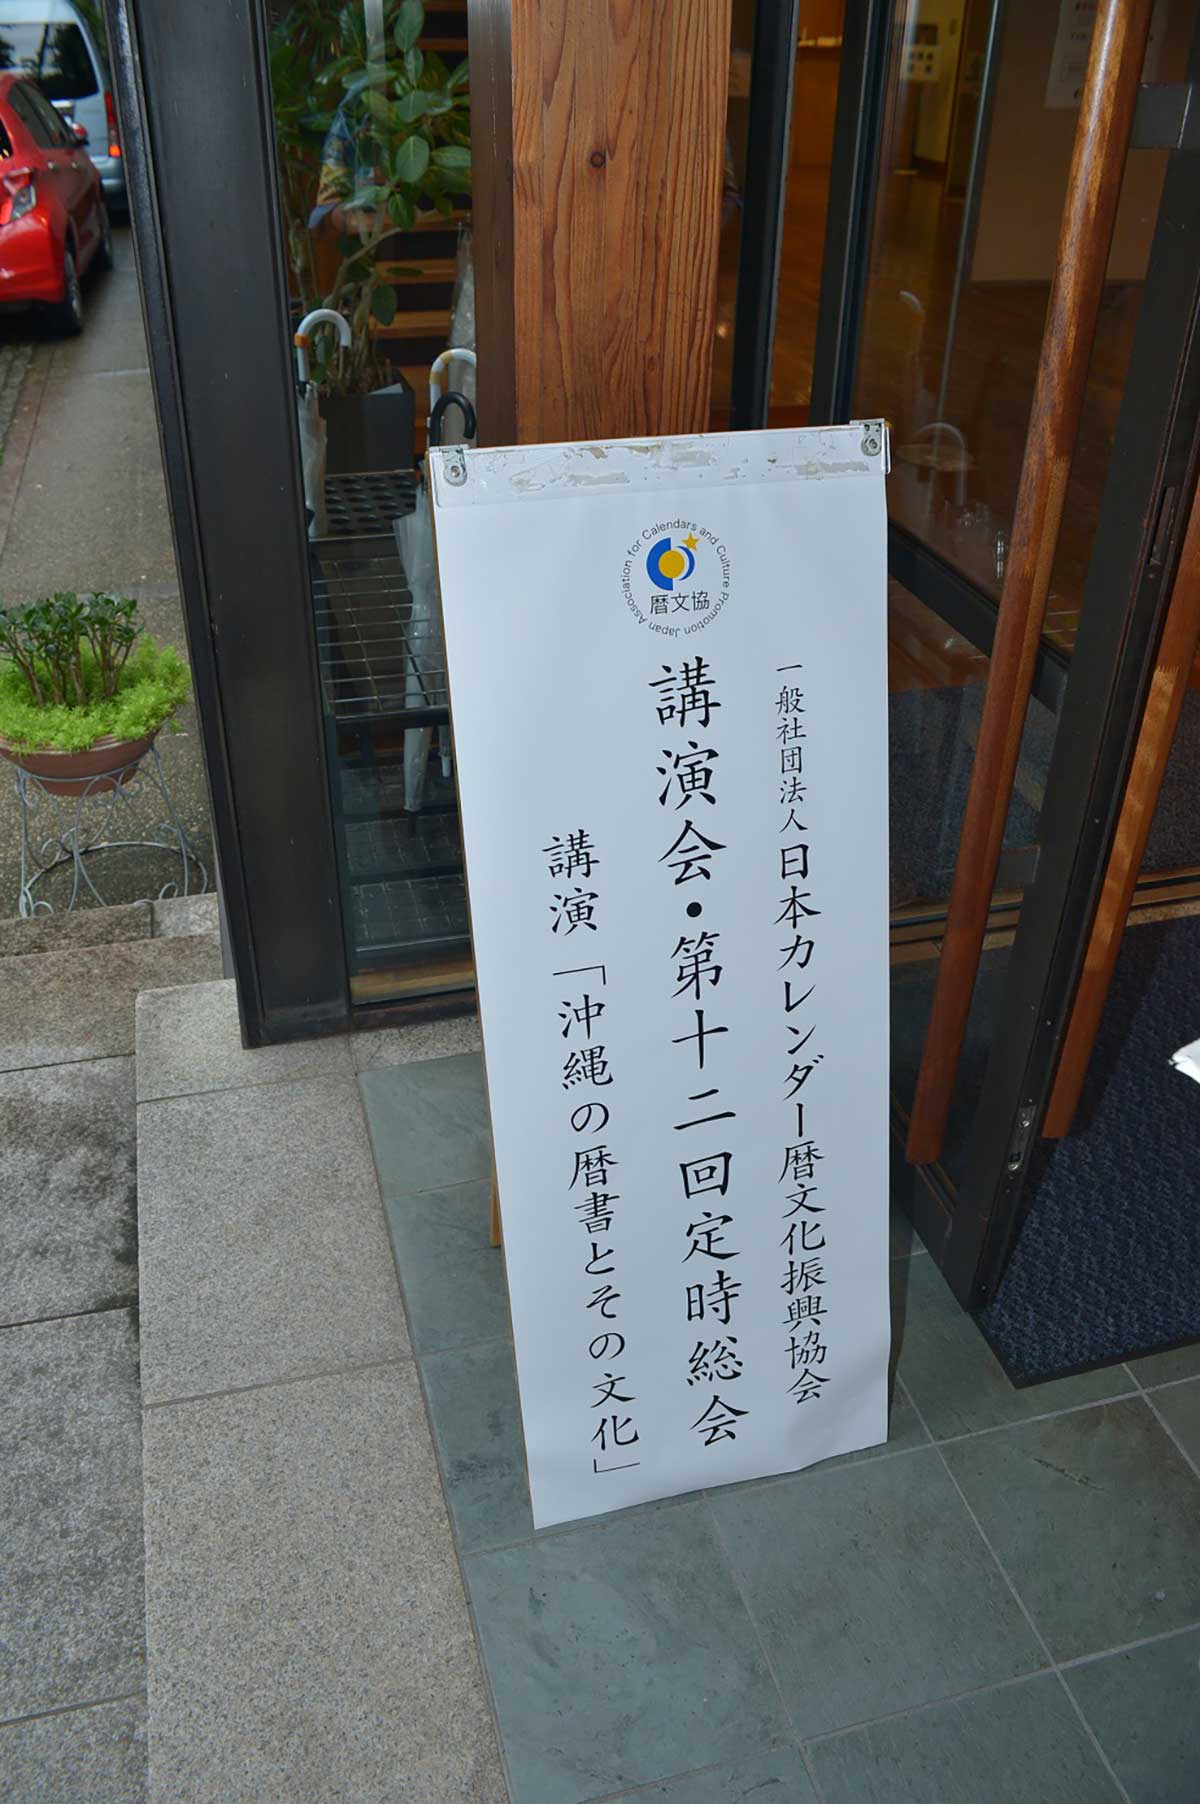 Association for Calendars and Culture Promotion Japan
暦文協
一般社団法人日本カレンダー暦文化振興協会
講演会・第十二回定時総会
講演「沖縄の暦書とその文化」